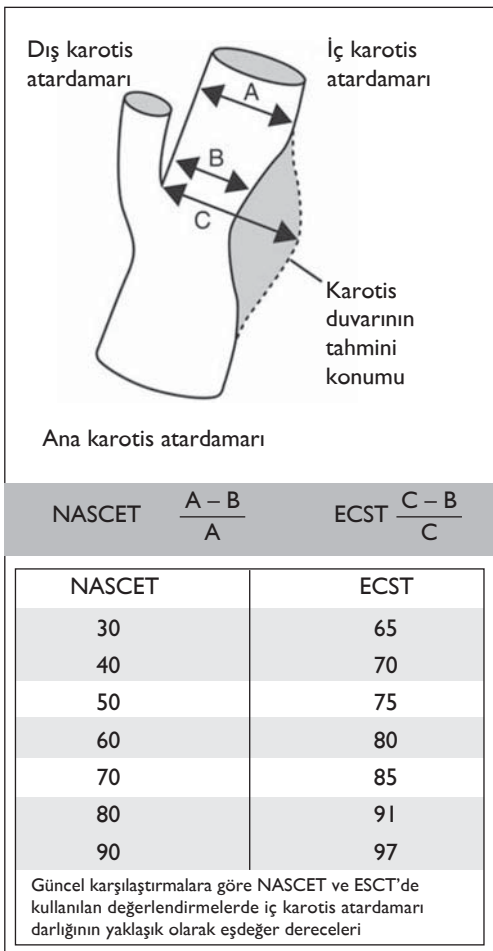 Dış karotis
atardamarı
İç karotis
atardamarı
A
B
C
Karotis
duvarının
tahmini
konumu
Ana karotis atardamarı
NASCET A – B / A ECST C – B / C
NASCET ECST
30 65
40 70
50 75
60 80
70 85
80 91
90 97
Güncel karşılaştırmalara göre NASCET ve ESCT’de
kullanılan değerlendirmelerde iç karotis atardamarı
darlığının yaklaşık olarak eşdeğer dereceleri